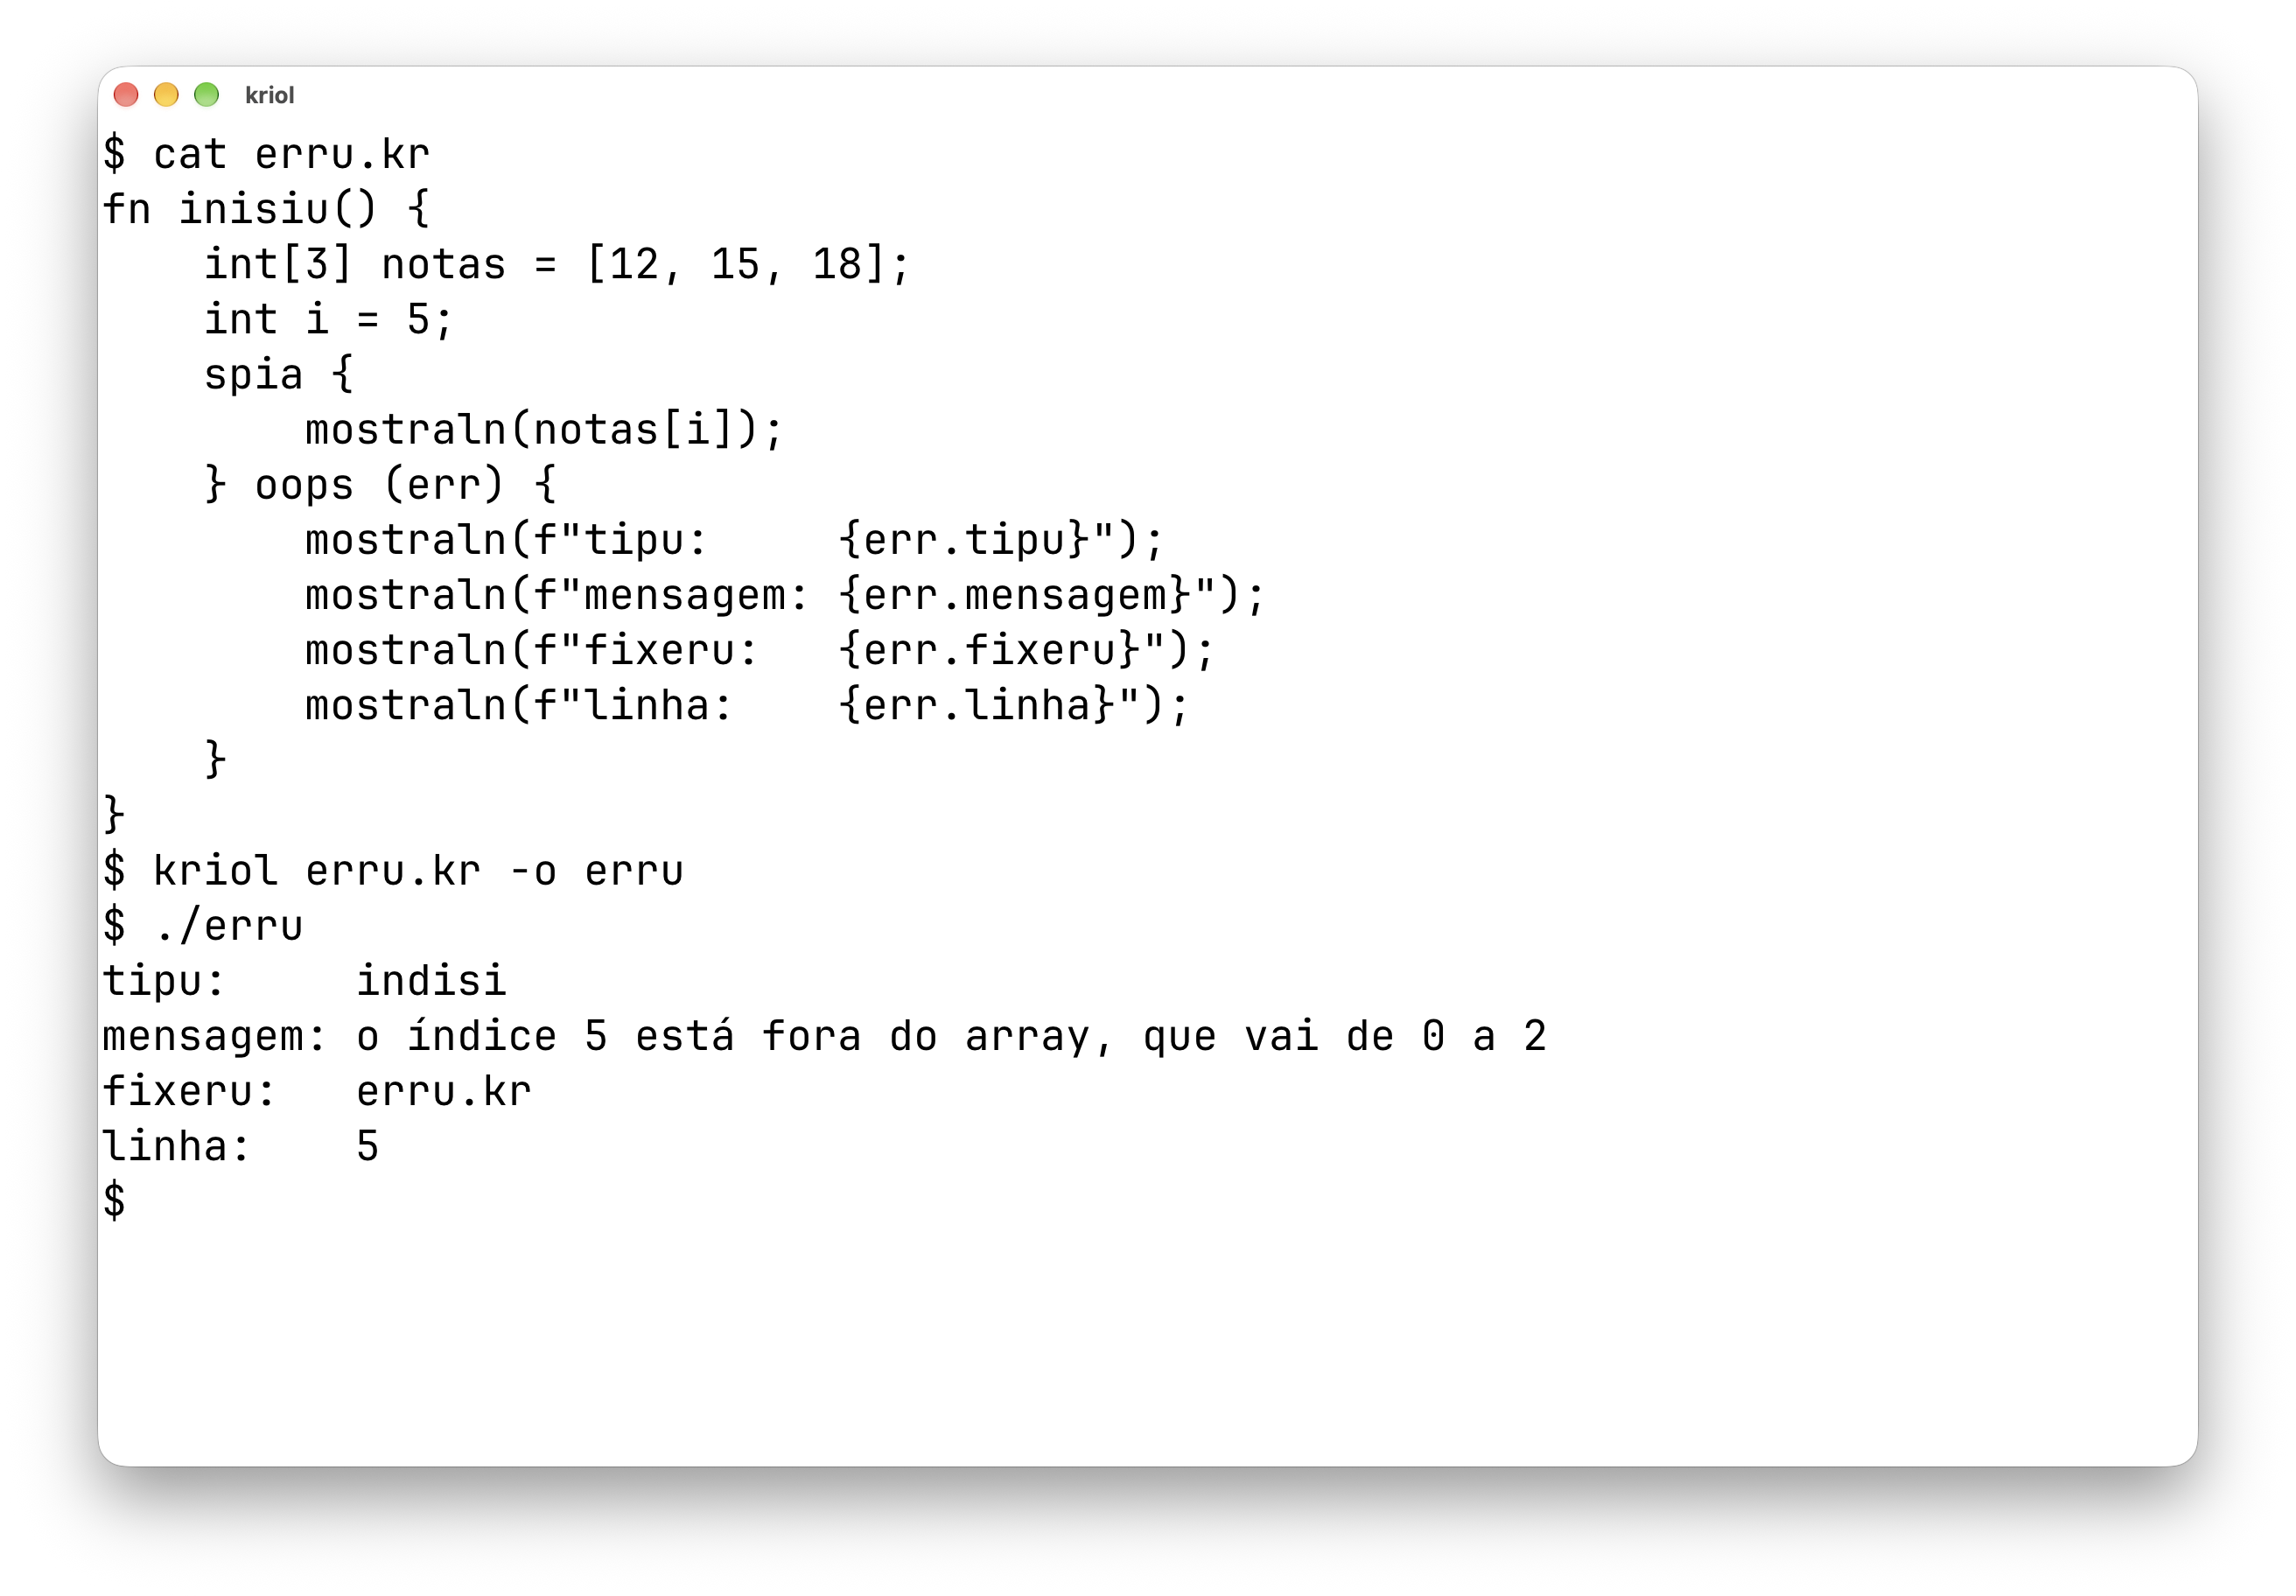 kriol
$ cat erru.kr
fn inisiu() {
    int[3] notas = [12, 15, 18];
    int i = 5;
    spia {
        mostraln(notas[i]);
    } oops (err) {
        mostraln(f"tipu:     {err.tipu}");
        mostraln(f"mensagem: {err.mensagem}");
        mostraln(f"fixeru:   {err.fixeru}");
        mostraln(f"linha:    {err.linha}");
    }
}
$ kriol erru.kr -o erru
$ ./erru
tipu:     indisi
mensagem: o índice 5 está fora do array, que vai de 0 a 2
fixeru:   erru.kr
linha:    5
$